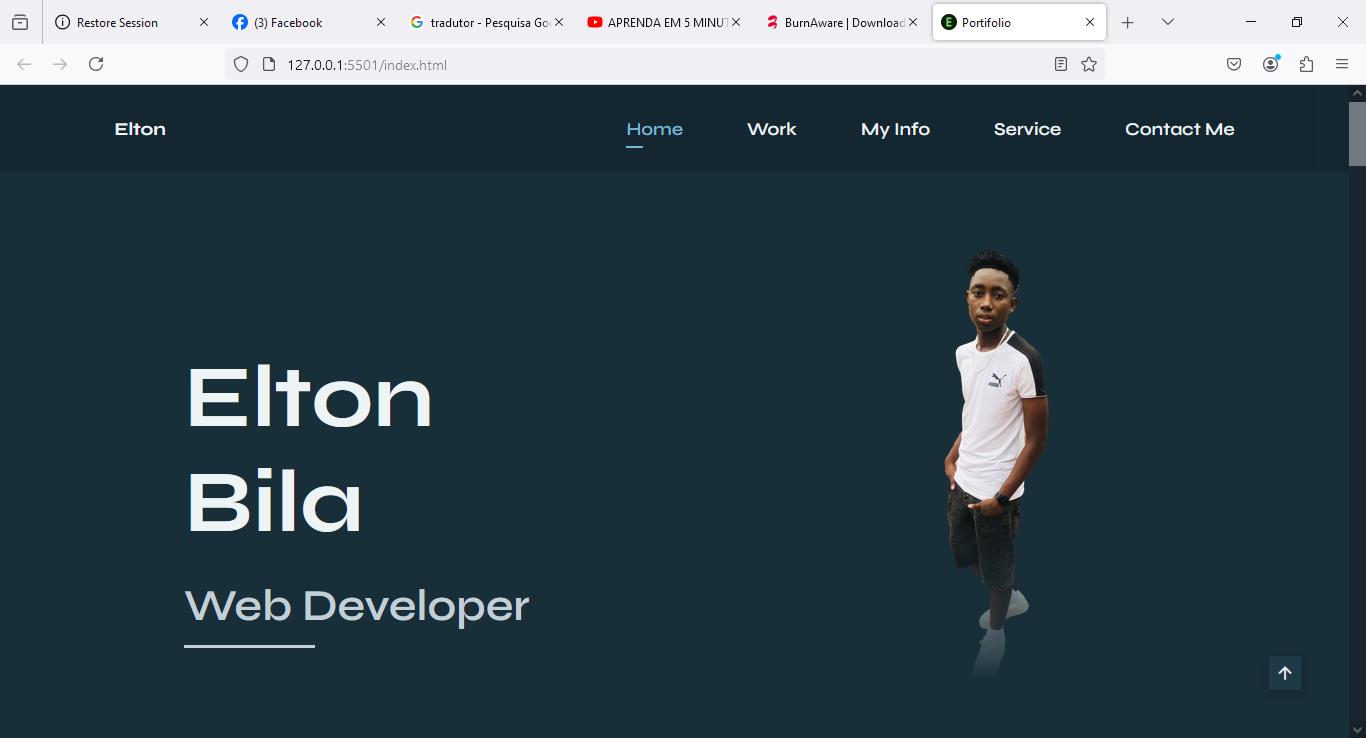 Restore Session
(3) Facebook
tradutor - Pesquisa Go
APRENDA EM 5 MINUT
BurnAware | Download
Portifolio
127.0.0.1:5501/index.html
Elton
Home
Work
My Info
Service
Contact Me
Elton
Bila
Web Developer
PUMA